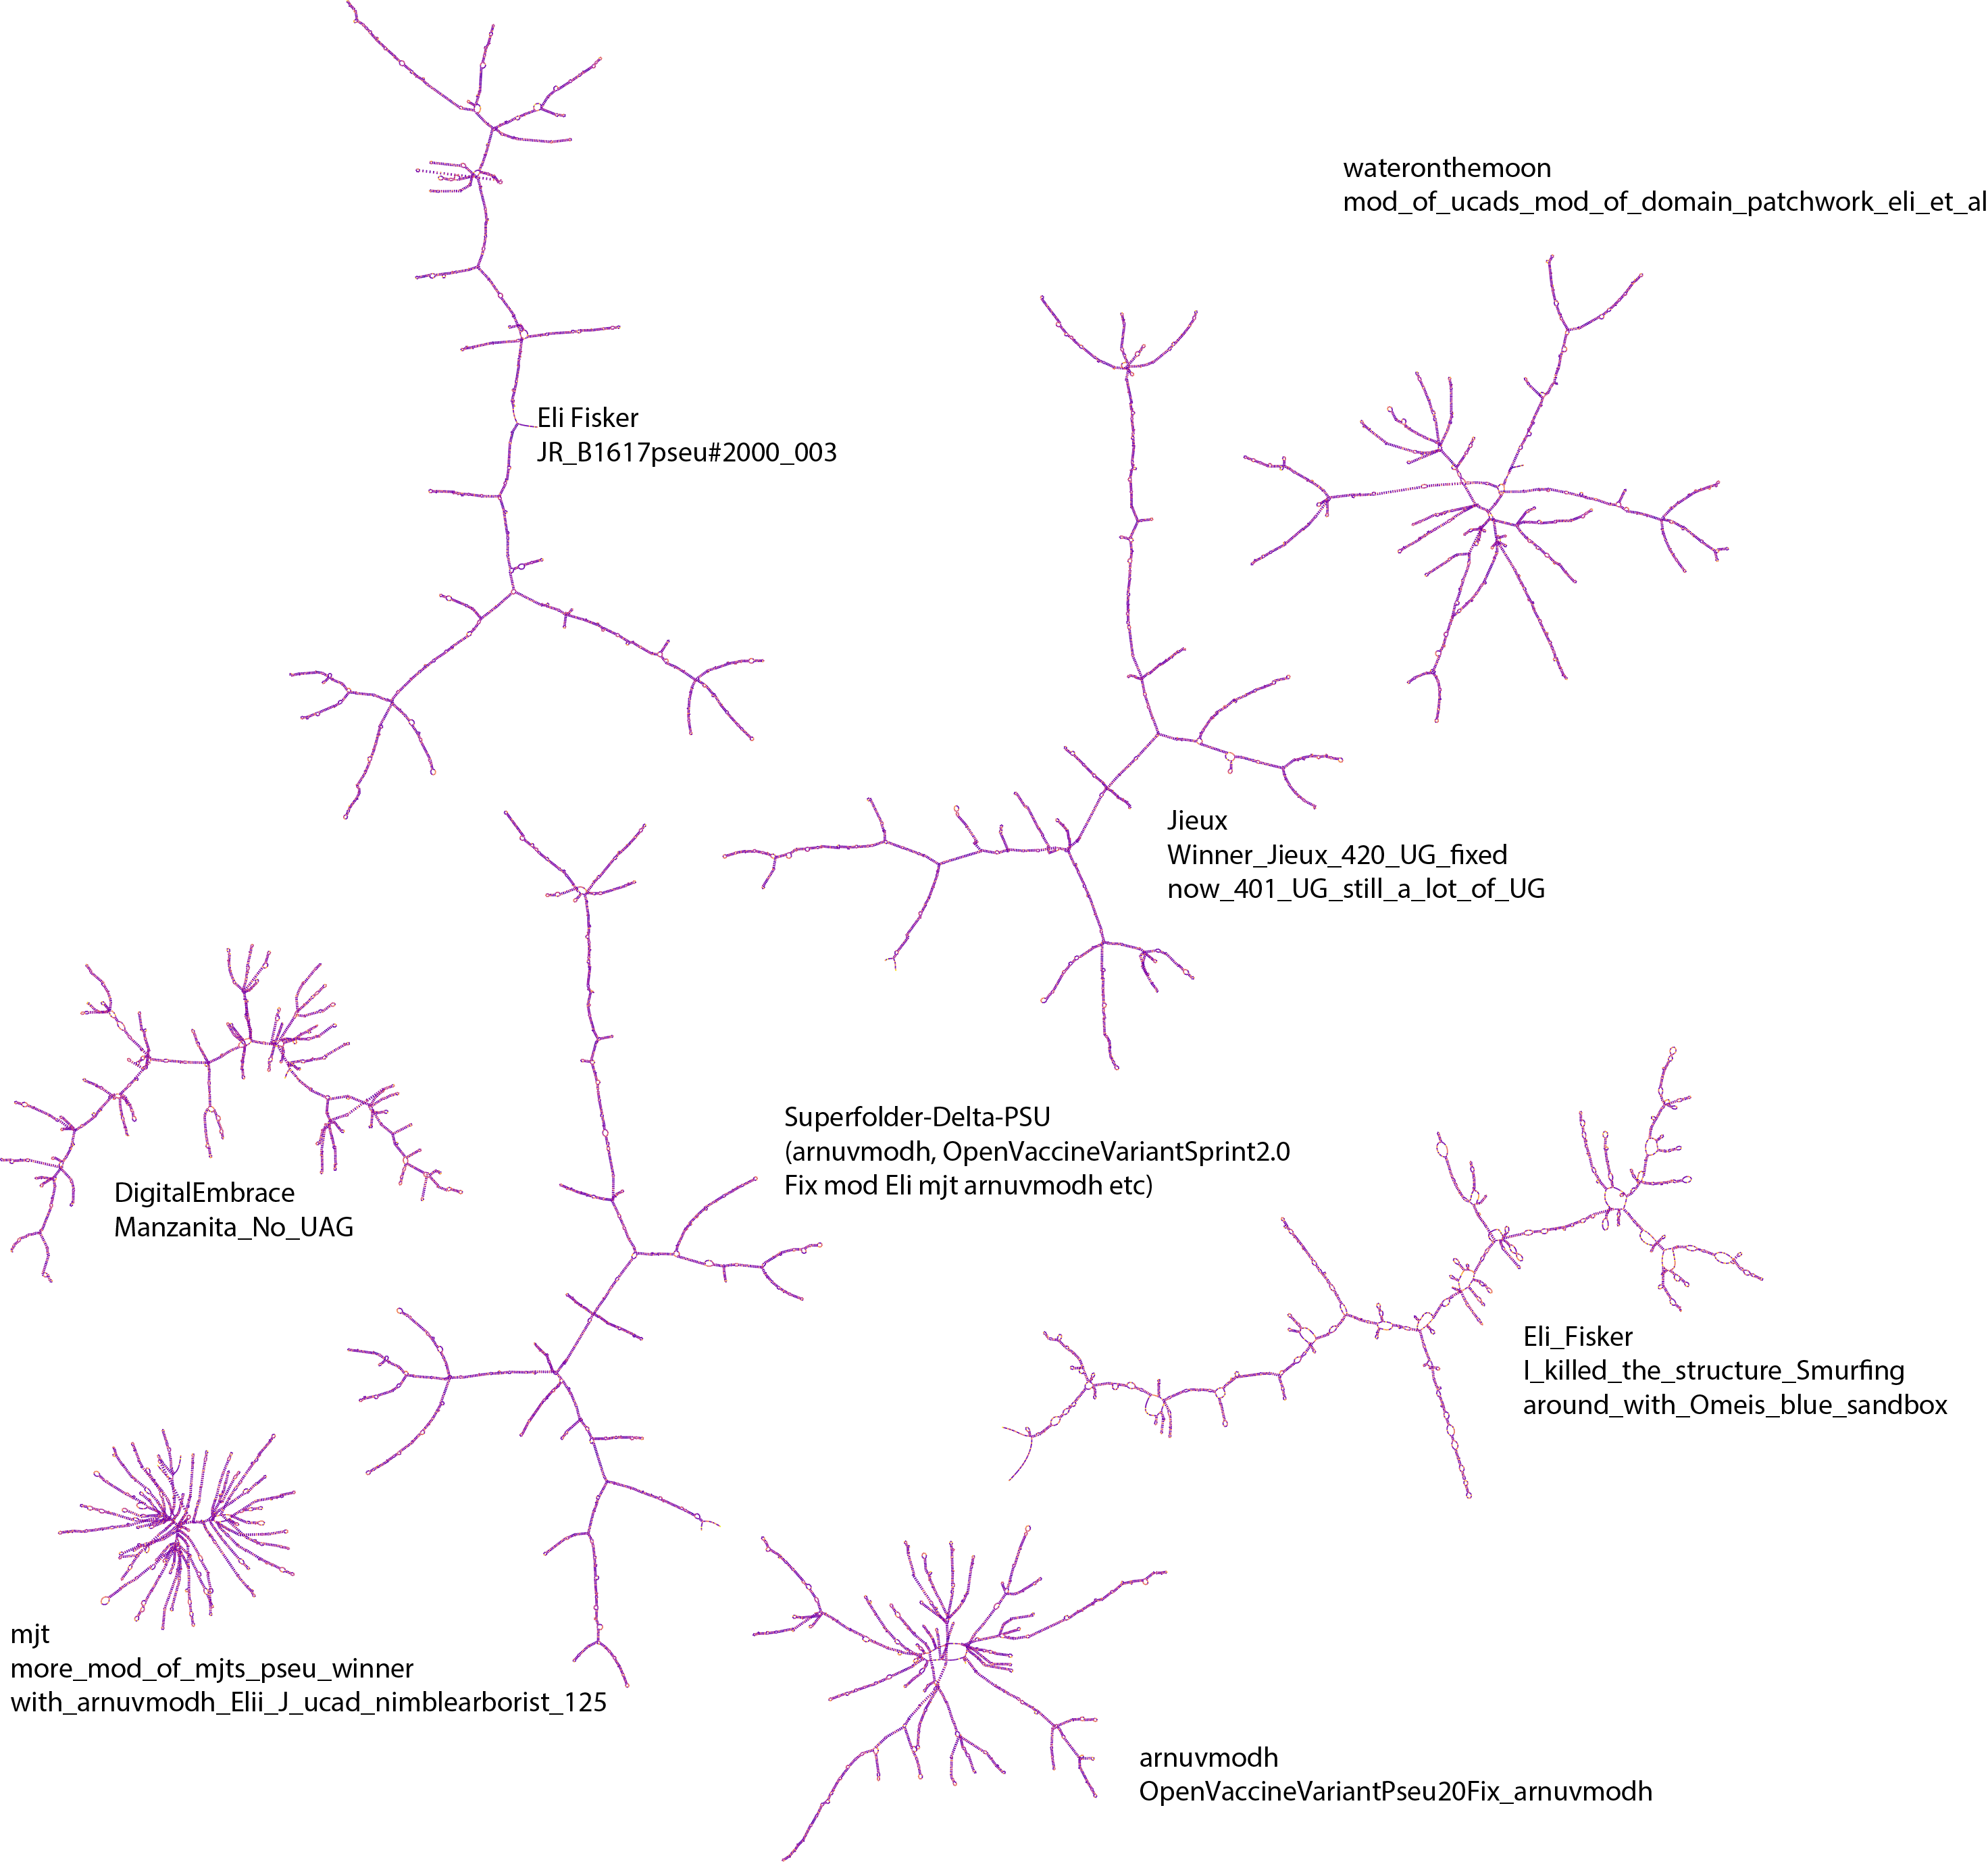 wateronthemoon
mod_of_ucads_mod_of_domain_patchwork_eli_et_al
Eli Fisker
JR_B1617pseu#2000_003
Jieux
Winner_Jieux_420_UG_fixed
now_401_UG_still_a_lot_of_UG
Superfolder-Delta-PSU
(arnuvmodh, OpenVaccineVariantSprint2.0
Fix mod Eli mjt arnuvmodh etc)
DigitalEmbrace
Manzanita_No_UAG
Eli_Fisker
I_killed_the_structure_Smurfing
around_with_Omeis_blue_sandbox
mjt
more_mod_of_mjts_pseu_winner
with_arnuvmodh_Elii_J_ucad_nimblearborist_125
arnuvmodh
OpenVaccineVariantPseu20Fix_arnuvmodh